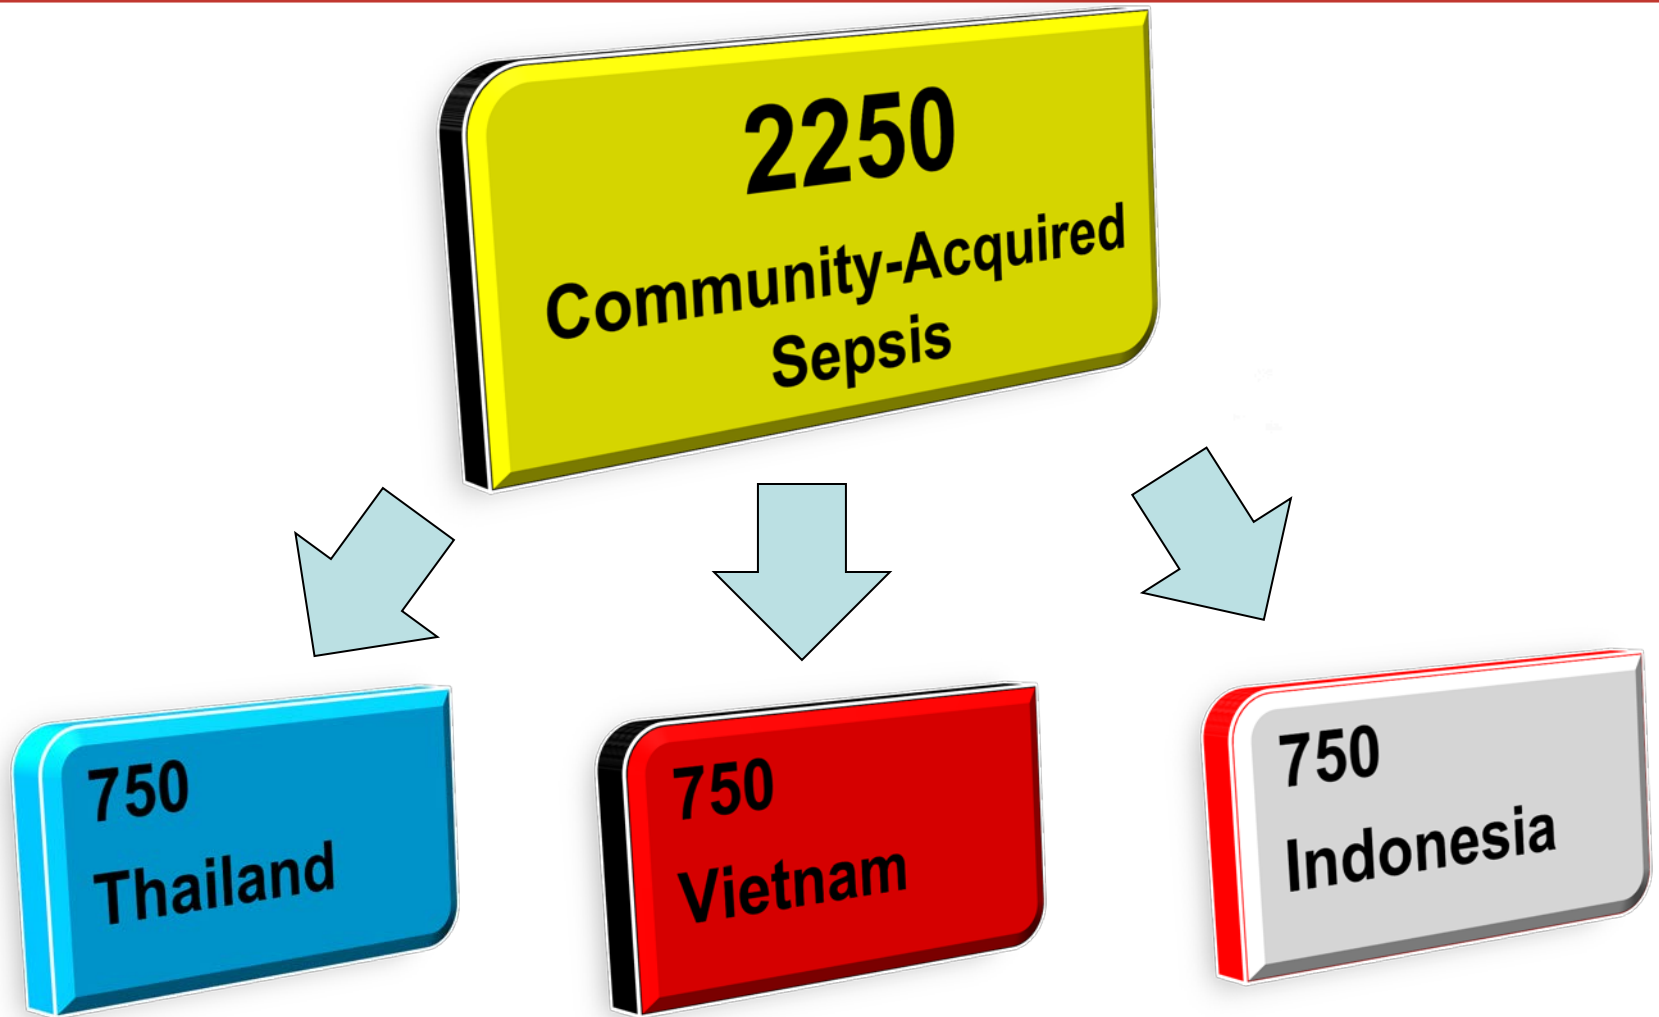 2250
Community-Acquired
Sepsis
750
Thailand
750
Vietnam
750
Indonesia